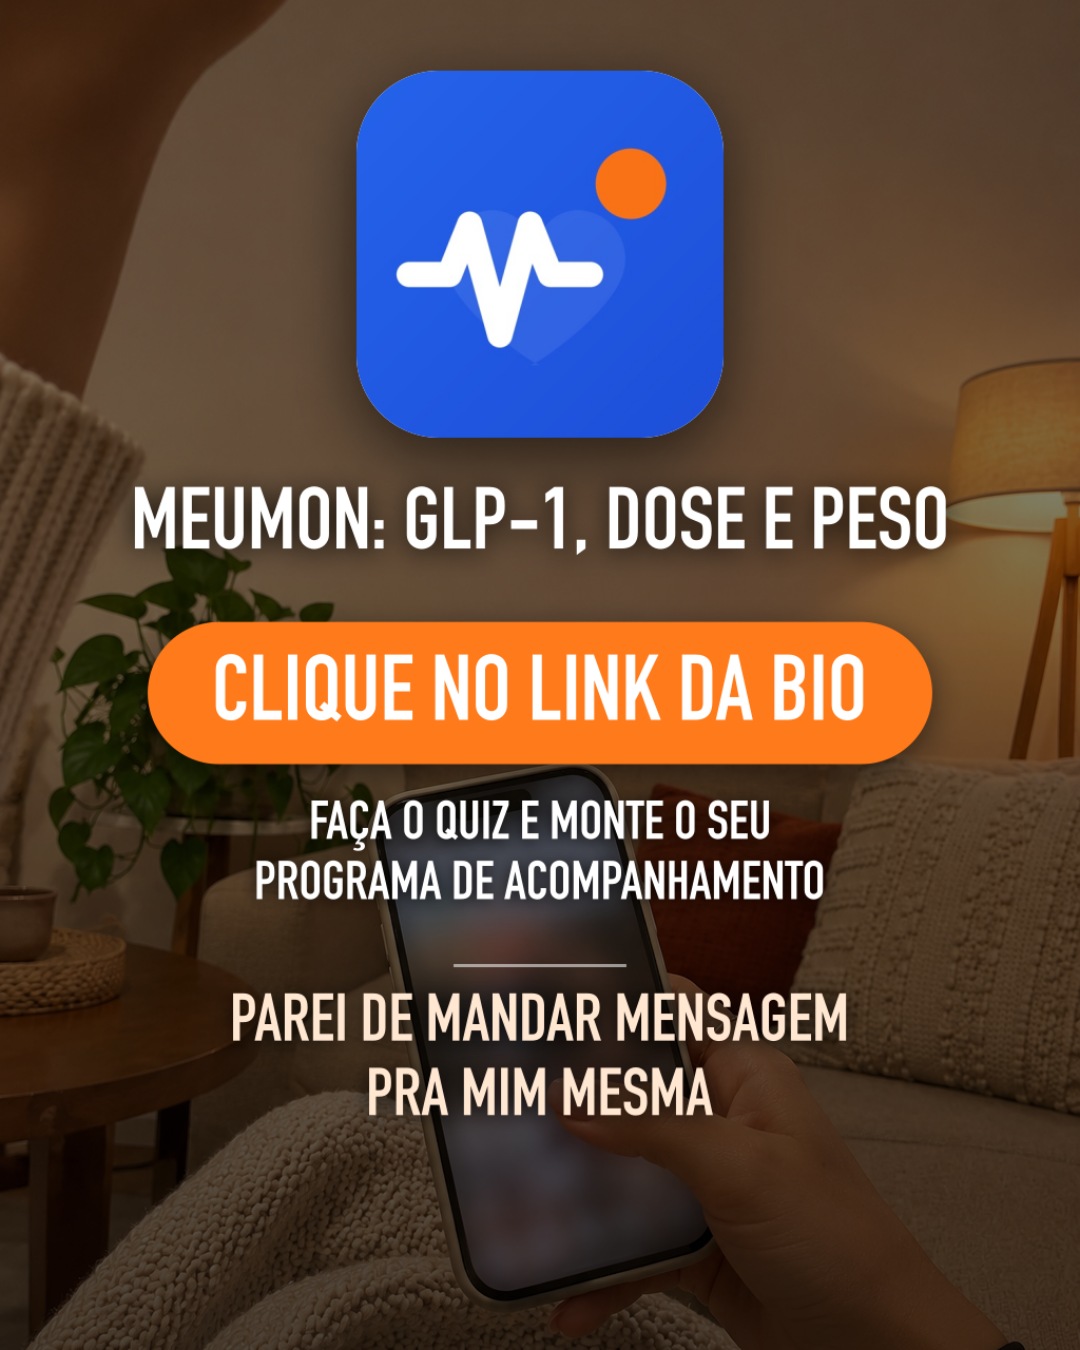 MEUMON: GLP-1, DOSE E PESO
CLIQUE NO LINK DA BIO
FAÇA O QUIZ E MONTE O SEU
PROGRAMA DE ACOMPANHAMENTO
PAREI DE MANDAR MENSAGEM
PRA MIM MESMA